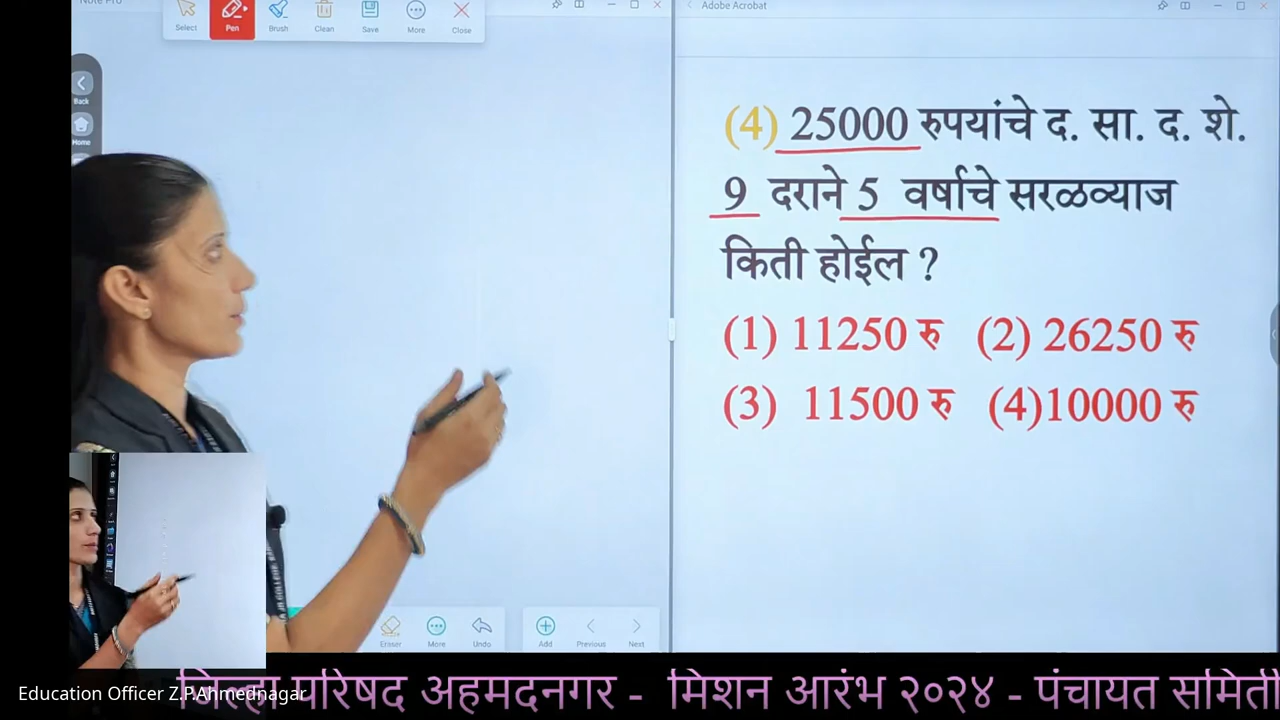 Note Pro
Adobe Acrobat
Select Pen Brush Clean Save More Close
Back
Home
(4) 25000 रुपयांचे द. सा. द. शे.
9 दराने 5 वर्षाचे सरळव्याज
किती होईल ?
(1) 11250 रु (2) 26250 रु
(3) 11500 रु (4)10000 रु
Eraser More Undo Add Previous Next
Education Officer Z.P.Ahmednagar
जिल्हा परिषद अहमदनगर - मिशन आरंभ २०२४ - पंचायत समिती